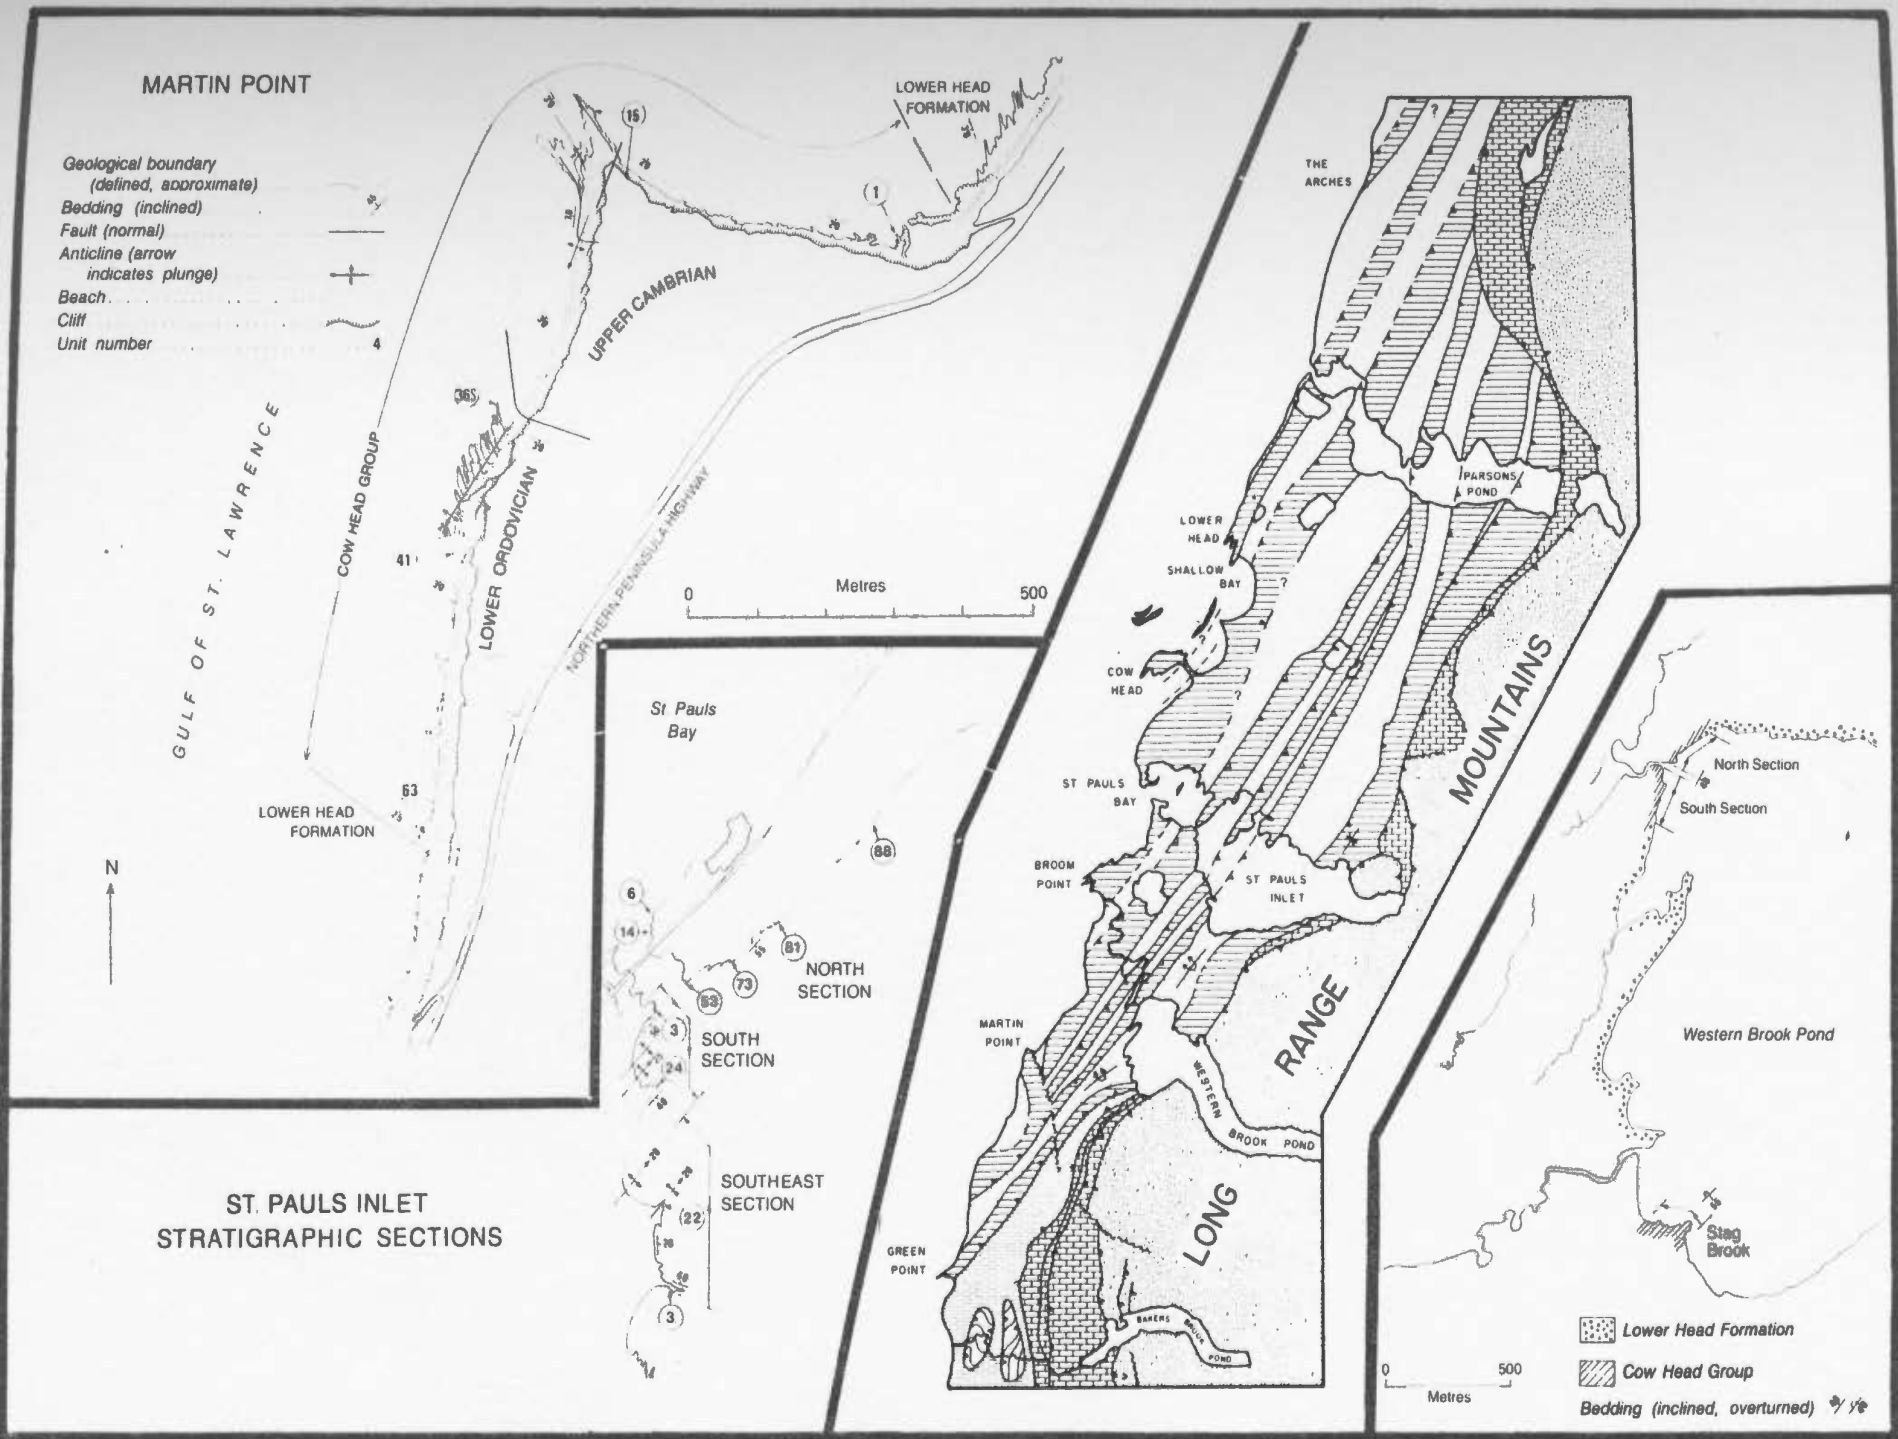 MARTIN POINT
Geological boundary
(defined, approximate)
Bedding (inclined)
Fault (normal)
Anticline (arrow
indicates plunge)
Beach
Cliff
Unit number 4
LOWER HEAD
FORMATION
15
1
UPPER CAMBRIAN
36S
41
63
GULF OF ST. LAWRENCE
COW HEAD GROUP
LOWER ORDOVICIAN
NORTHERN PENINSULA HIGHWAY
Metres
0 500
LOWER HEAD
FORMATION
N
St. Pauls
Bay
88
6
14
81
73
63
NORTH
SECTION
3
24
SOUTH
SECTION
SOUTHEAST
SECTION
22
3
ST. PAULS INLET
STRATIGRAPHIC SECTIONS
THE
ARCHES
?
PARSONS
POND
LOWER
HEAD
SHALLOW
BAY
?
?
COW
HEAD
?
ST PAULS
BAY
BROOM
POINT
ST PAULS
INLET
MARTIN
POINT
WESTERN
BROOK POND
GREEN
POINT
BAKERS BROOK
POND
LONG
RANGE
MOUNTAINS
North Section
South Section
Western Brook Pond
Stag
Brook
Lower Head Formation
Cow Head Group
0 500
Metres
Bedding (inclined, overturned)